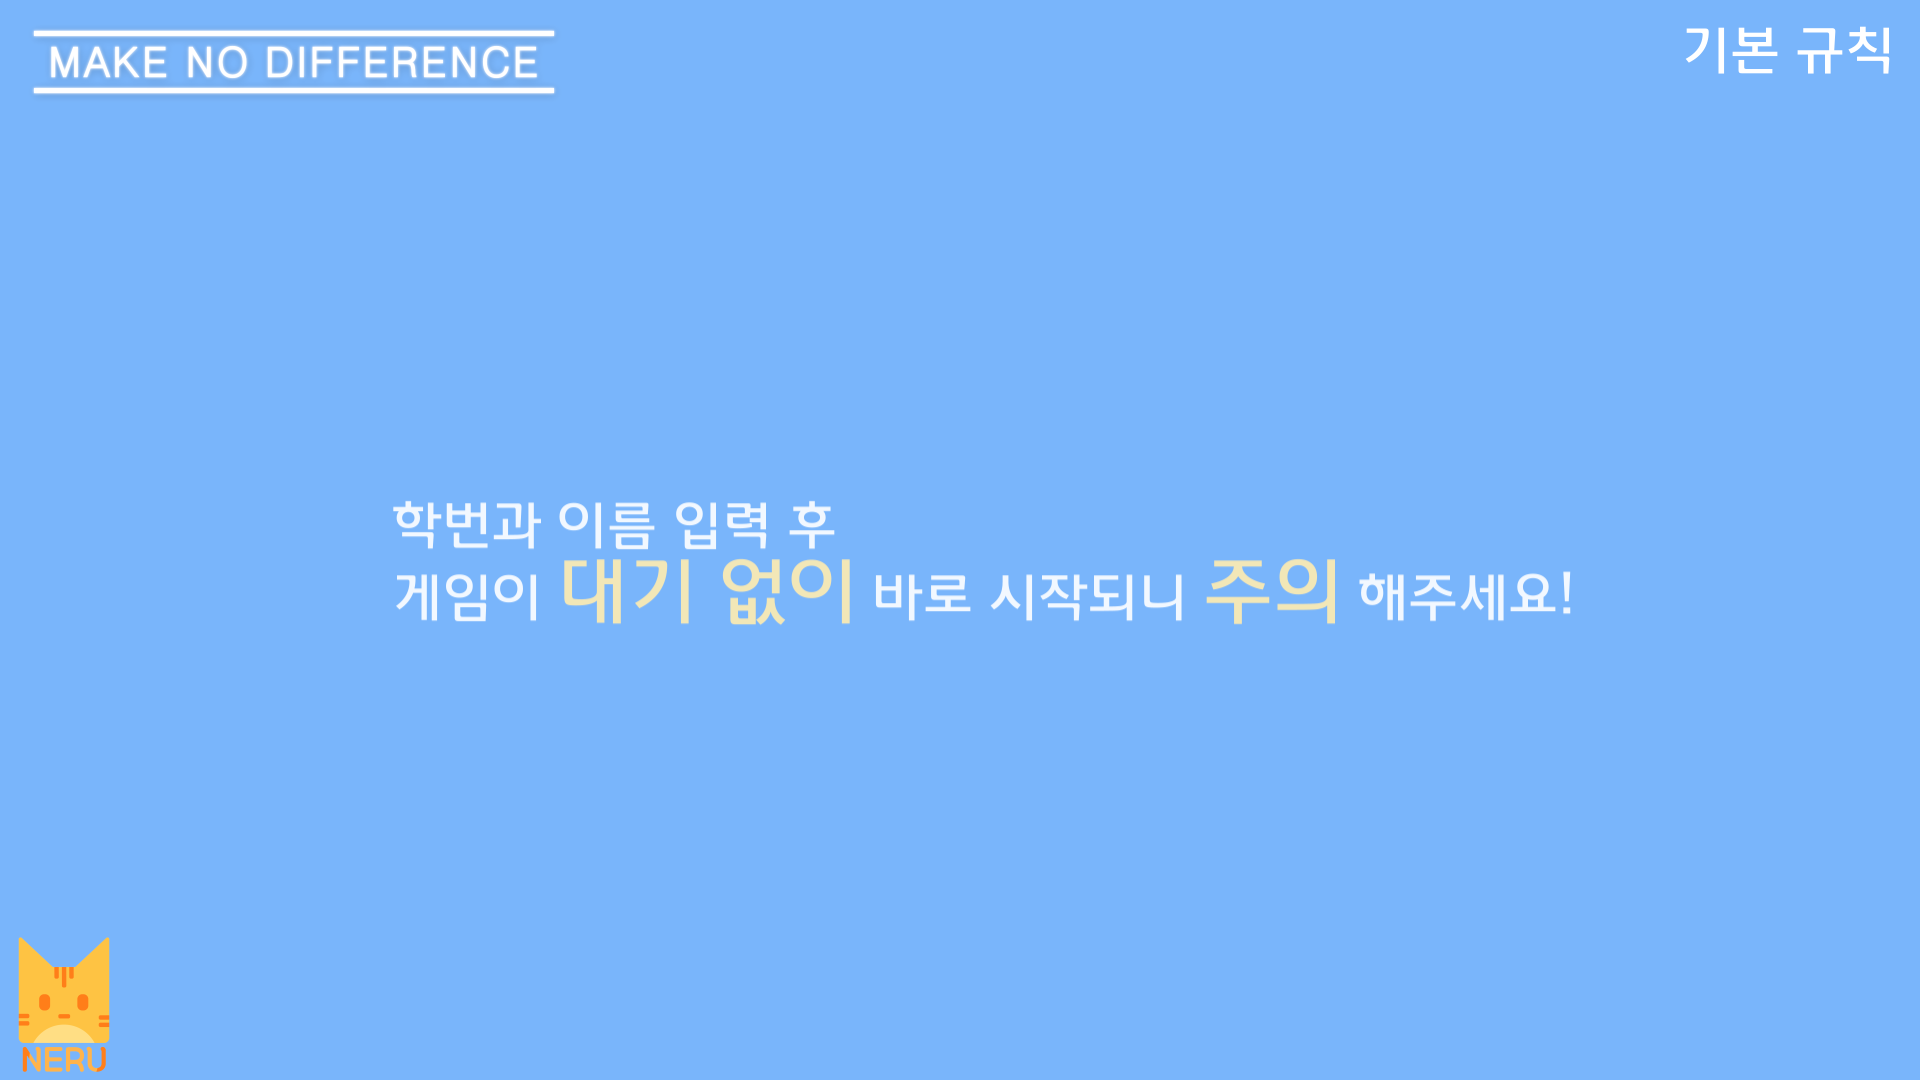 MAKE NO DIFFERENCE
기본 규칙
학번과 이름 입력 후
게임이 대기 없이 바로 시작되니 주의 해주세요!
NERU